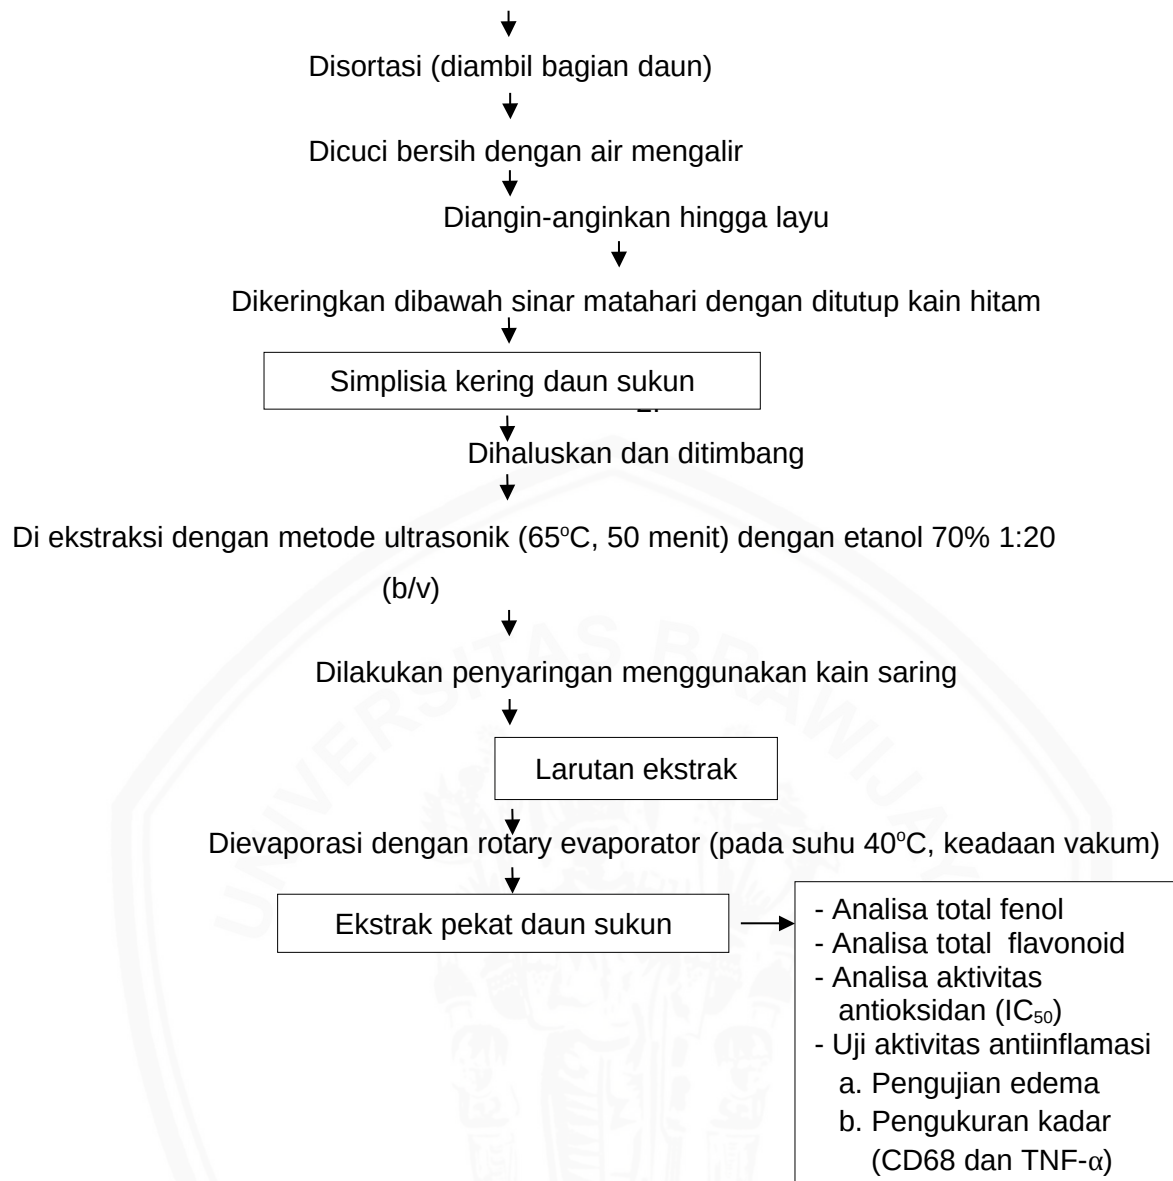 Disortasi (diambil bagian daun)
Dicuci bersih dengan air mengalir
Diangin-anginkan hingga layu
Dikeringkan dibawah sinar matahari dengan ditutup kain hitam
Simplisia kering daun sukun
Dihaluskan dan ditimbang
Di ekstraksi dengan metode ultrasonik (65°C, 50 menit) dengan etanol 70% 1:20
(b/v)
Dilakukan penyaringan menggunakan kain saring
Larutan ekstrak
Dievaporasi dengan rotary evaporator (pada suhu 40°C, keadaan vakum)
Ekstrak pekat daun sukun
- Analisa total fenol
- Analisa total flavonoid
- Analisa aktivitas
antioksidan (IC₅₀)
- Uji aktivitas antiinflamasi
a. Pengujian edema
b. Pengukuran kadar
(CD68 dan TNF-α)
UNIVERSITAS BRAWIJAYA